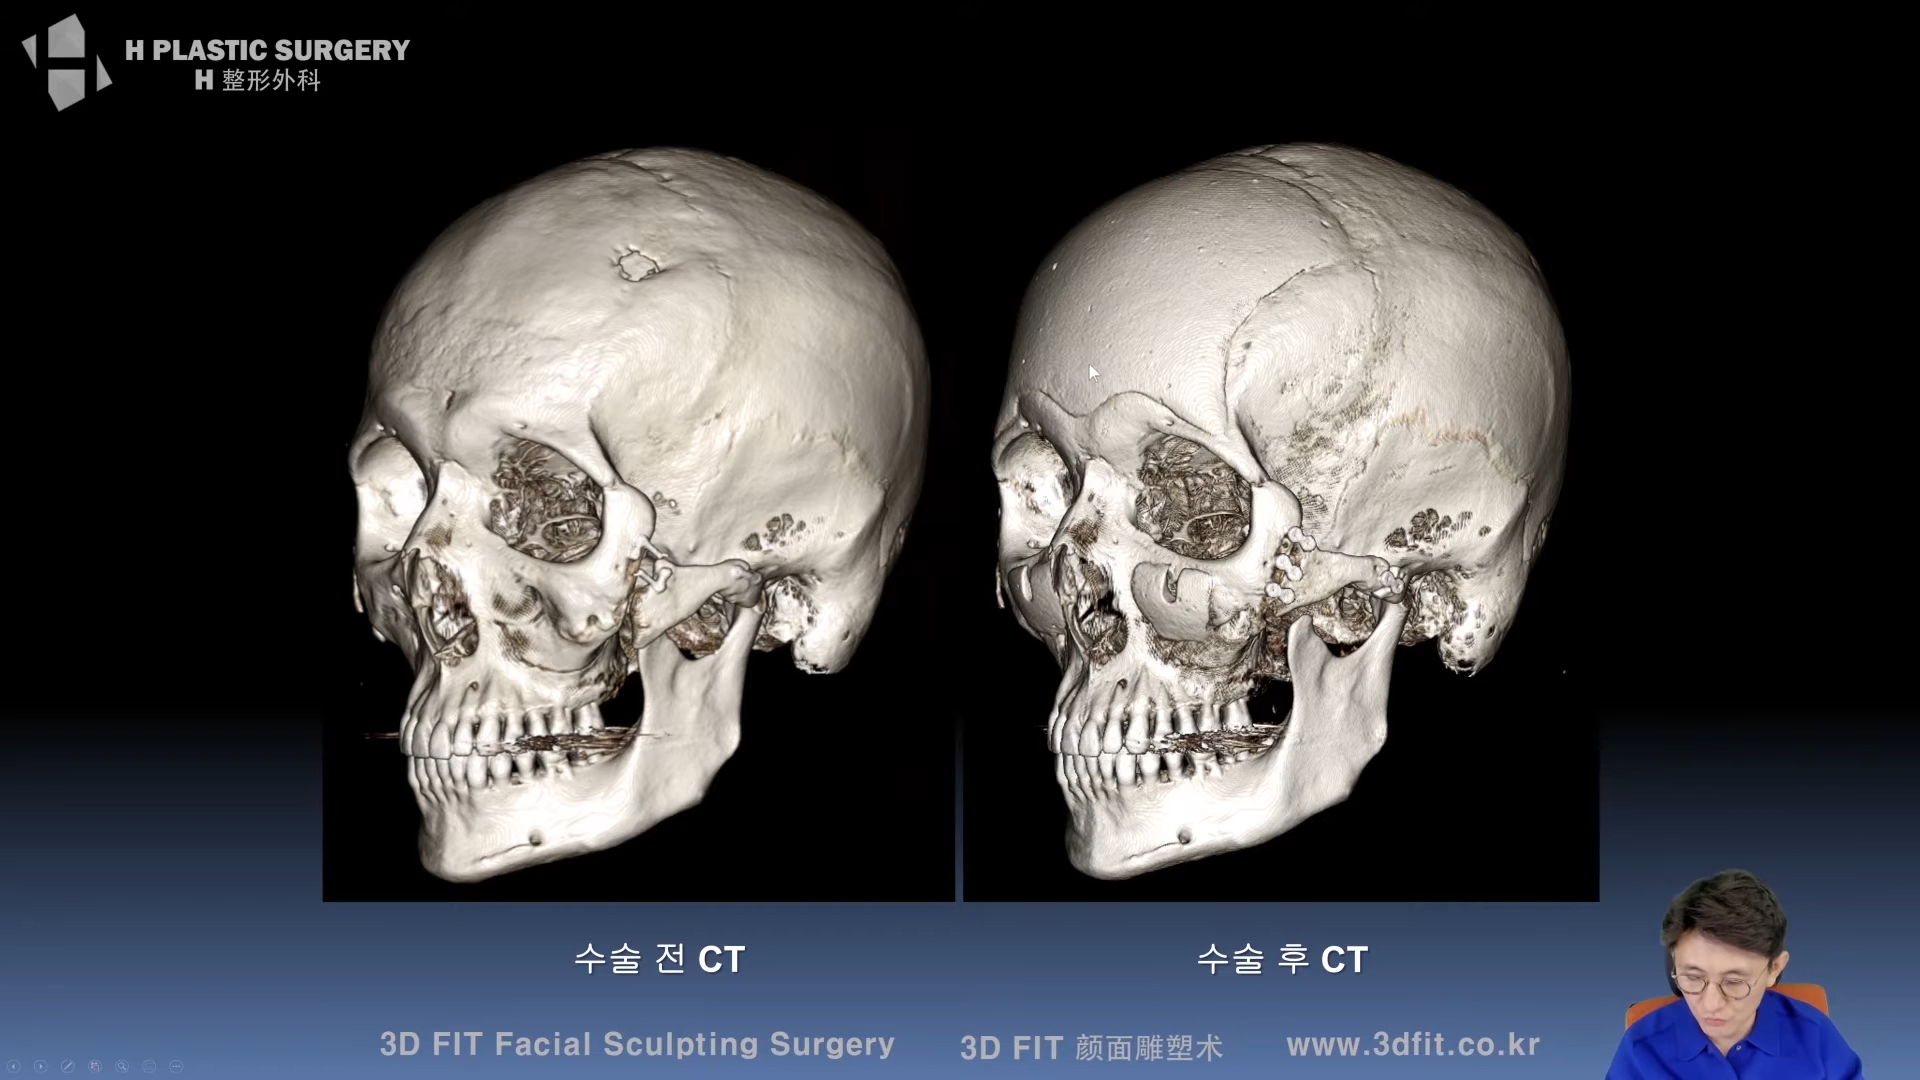 H PLASTIC SURGERY
H 整形外科
수술 전 CT
수술 후 CT
3D FIT Facial Sculpting Surgery
3D FIT 颜面雕塑术
www.3dfit.co.kr